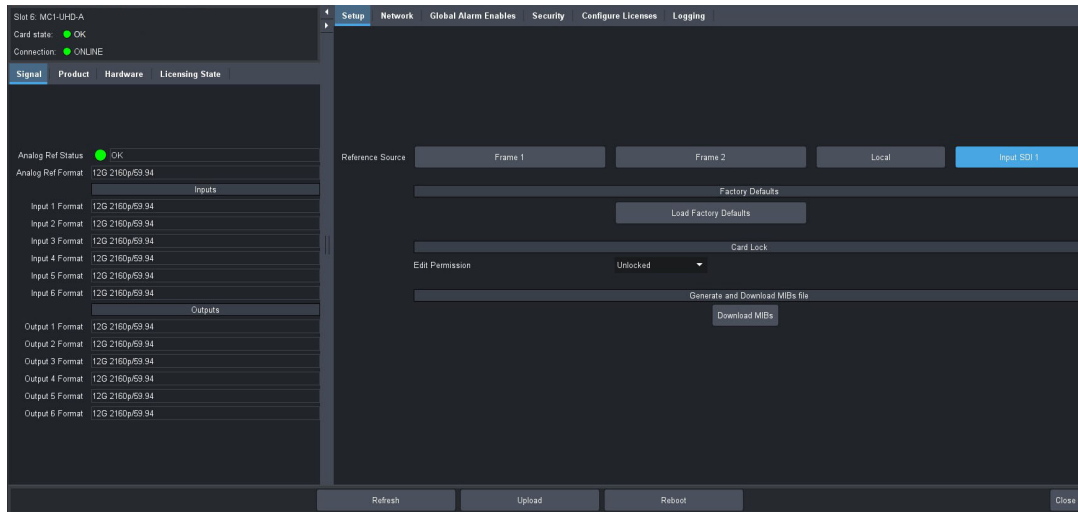 Slot 6: MC1-UHD-A
Card state: OK
Connection: ONLINE
Signal Product Hardware Licensing State
Analog Ref Status OK
Analog Ref Format 12G 2160p/59.94
Inputs
Input 1 Format 12G 2160p/59.94
Input 2 Format 12G 2160p/59.94
Input 3 Format 12G 2160p/59.94
Input 4 Format 12G 2160p/59.94
Input 5 Format 12G 2160p/59.94
Input 6 Format 12G 2160p/59.94
Outputs
Output 1 Format 12G 2160p/59.94
Output 2 Format 12G 2160p/59.94
Output 3 Format 12G 2160p/59.94
Output 4 Format 12G 2160p/59.94
Output 5 Format 12G 2160p/59.94
Output 6 Format 12G 2160p/59.94
Setup Network Global Alarm Enables Security Configure Licenses Logging
Reference Source Frame 1 Frame 2 Local Input SDI 1
Factory Defaults
Load Factory Defaults
Card Lock
Edit Permission Unlocked
Generate and Download MIBs file
Download MIBs
Refresh Upload Reboot Close